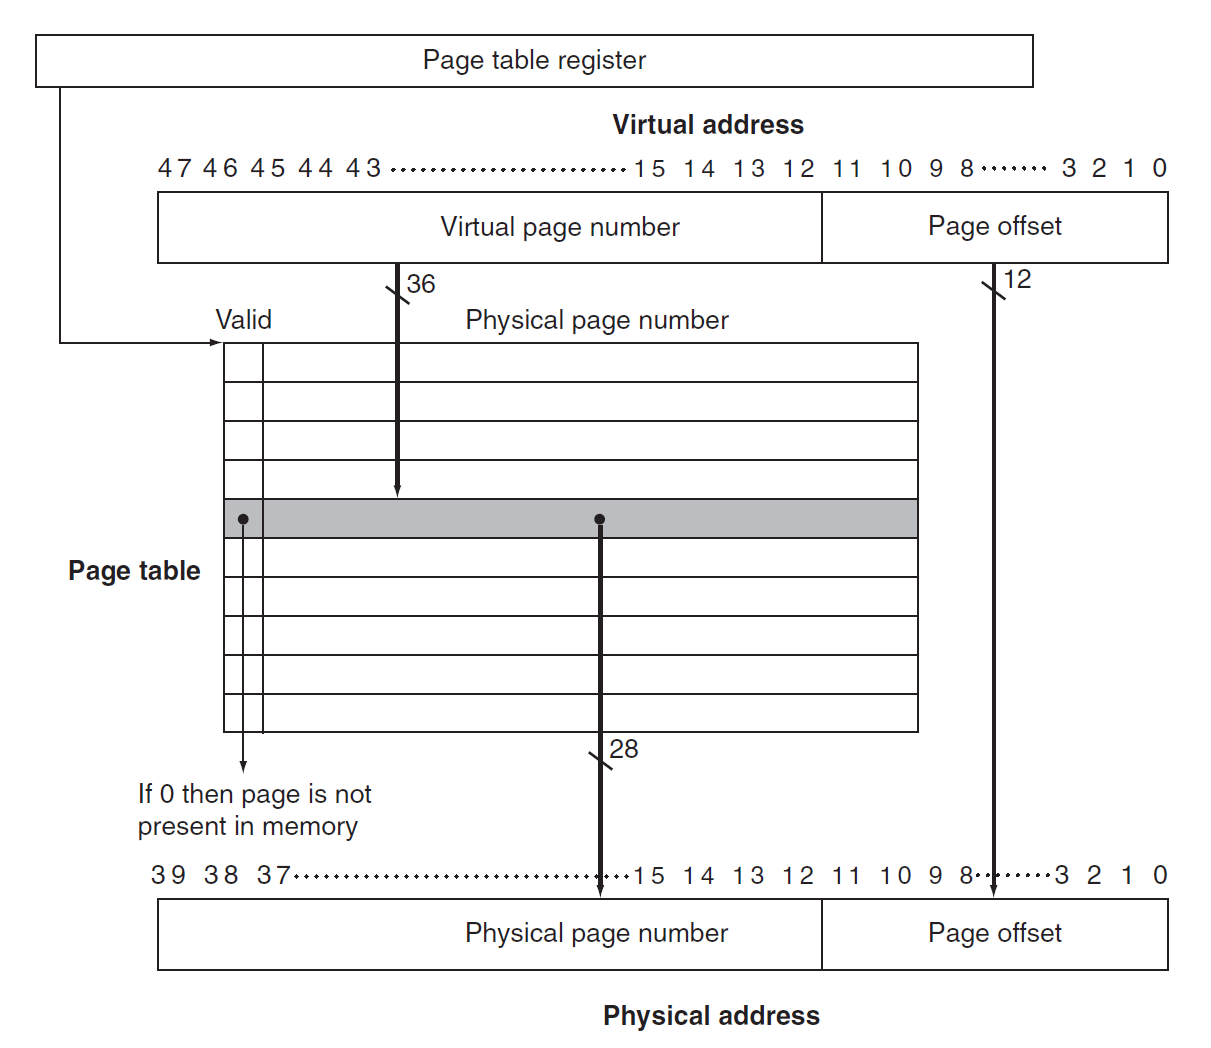 Page table register
Virtual address
47 46 45 44 43 ........................ 15 14 13 12 11 10 9 8 ....... 3 2 1 0
Virtual page number Page offset
36 12
Valid Physical page number
Page table
28
If 0 then page is not
present in memory
39 38 37 .................................. 15 14 13 12 11 10 9 8 ........ 3 2 1 0
Physical page number Page offset
Physical address